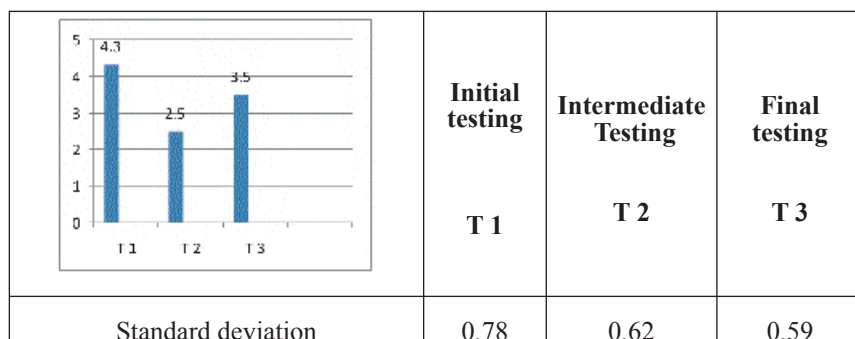 5
4.3
4
3.5
3
2.5
2
1
0
T 1 T 2 T 3
Initial testing
T 1
Intermediate Testing
T 2
Final testing
T 3
Standard deviation 0.78 0.62 0.59